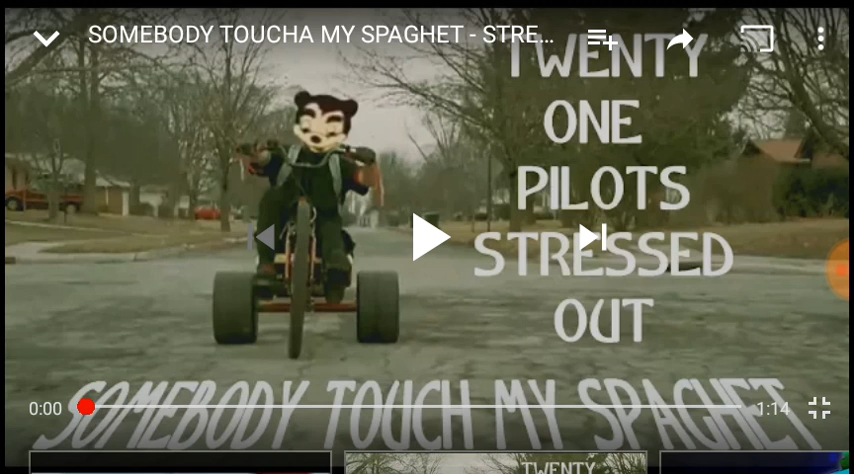 SOMEBODY TOUCHA MY SPAGHET - STRE...
TWENTY
ONE
PILOTS
STRESSED
OUT
SOMEBODY TOUCH MY SPAGHET
0:00
1:14
TWENTY